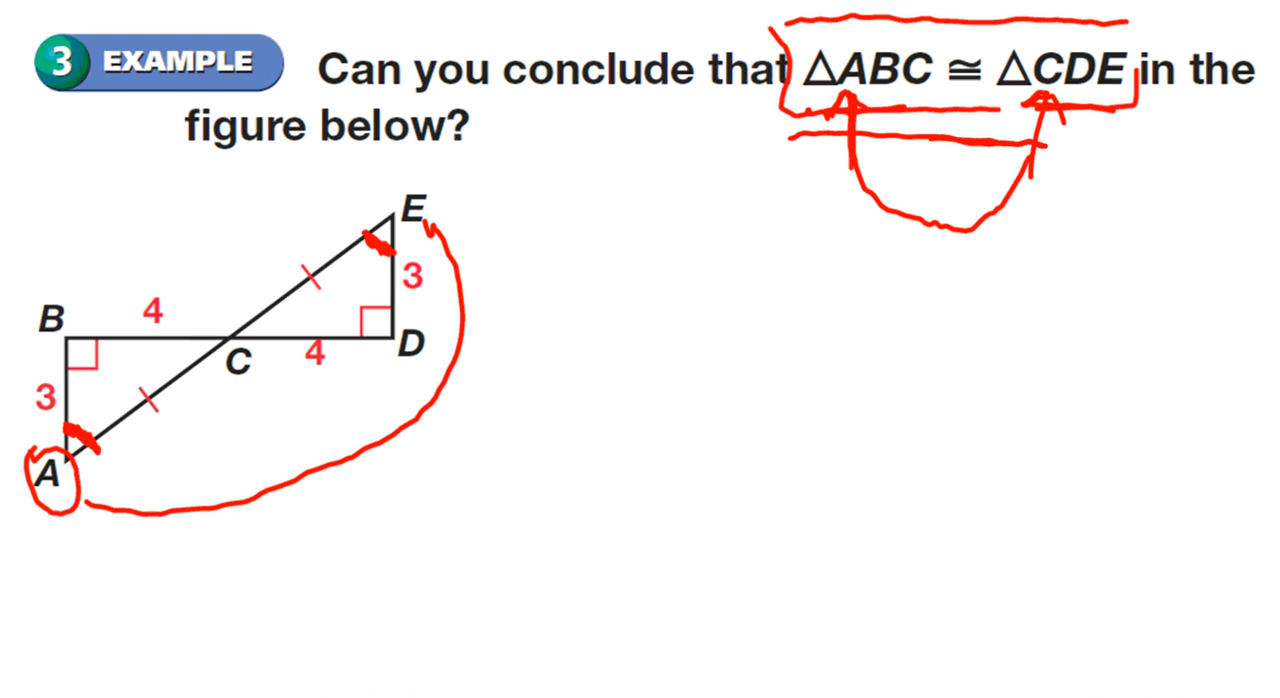 3 EXAMPLE Can you conclude that △ABC ≅ △CDE in the
figure below?
E
3
B 4
C 4 D
3
A